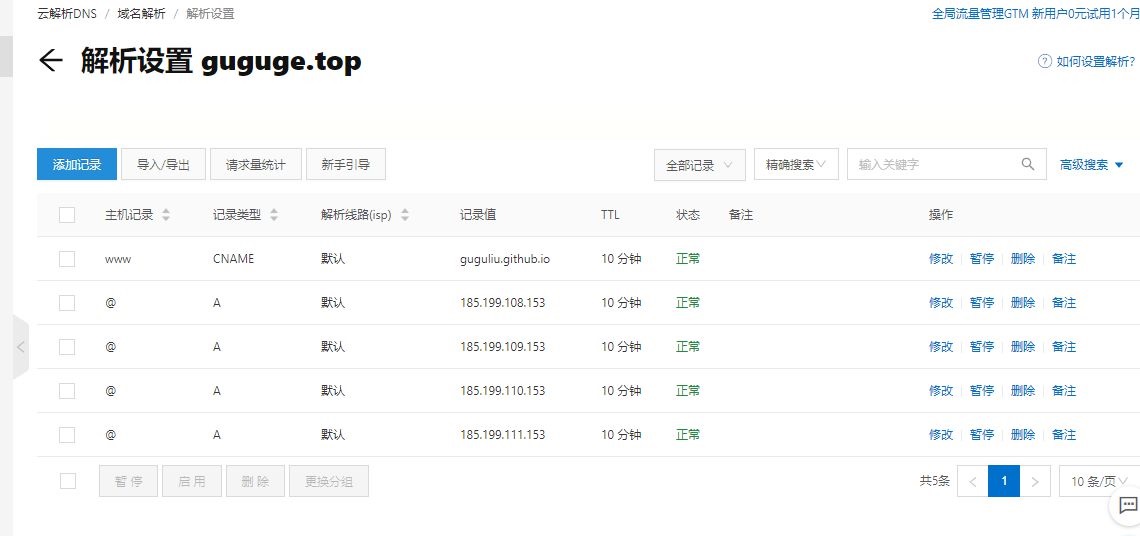 云解析DNS / 域名解析 / 解析设置 全局流量管理GTM 新用户0元试用1个月
解析设置 guguge.top 如何设置解析?
添加记录 导入/导出 请求量统计 新手引导 全部记录 精确搜索 输入关键字 高级搜索
主机记录 记录类型 解析线路(isp) 记录值 TTL 状态 备注 操作
www CNAME 默认 guguliu.github.io 10 分钟 正常 修改 暂停 删除 备注
@ A 默认 185.199.108.153 10 分钟 正常 修改 暂停 删除 备注
@ A 默认 185.199.109.153 10 分钟 正常 修改 暂停 删除 备注
@ A 默认 185.199.110.153 10 分钟 正常 修改 暂停 删除 备注
@ A 默认 185.199.111.153 10 分钟 正常 修改 暂停 删除 备注
暂 停 启 用 删 除 更换分组 共5条 < 1 > 10 条/页